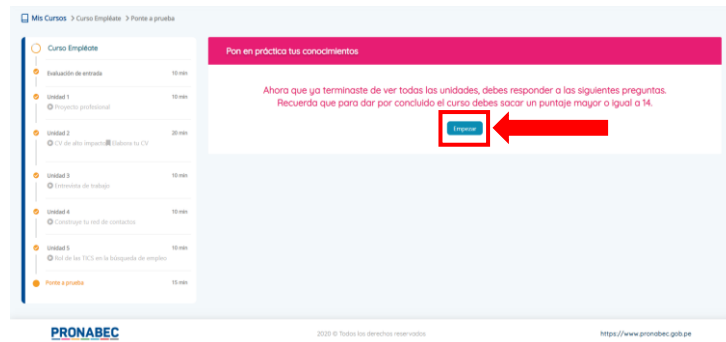 Mis Cursos > Curso Empléate > Ponte a prueba
Curso Empléate
Evaluación de entrada 10 min
Unidad 1 10 min
Proyecto profesional
Unidad 2 20 min
CV de alto impacto Elabora tu CV
Unidad 3 10 min
Entrevista de trabajo
Unidad 4 10 min
Construye tu red de contactos
Unidad 5 10 min
Rol de las TICS en la búsqueda de empleo
Ponte a prueba 15 min
Pon en práctica tus conocimientos
Ahora que ya terminaste de ver todas las unidades, debes responder a las siguientes preguntas.
Recuerda que para dar por concluido el curso debes sacar un puntaje mayor o igual a 14.
Empezar
PRONABEC
2020 © Todos los derechos reservados
https://www.pronabec.gob.pe